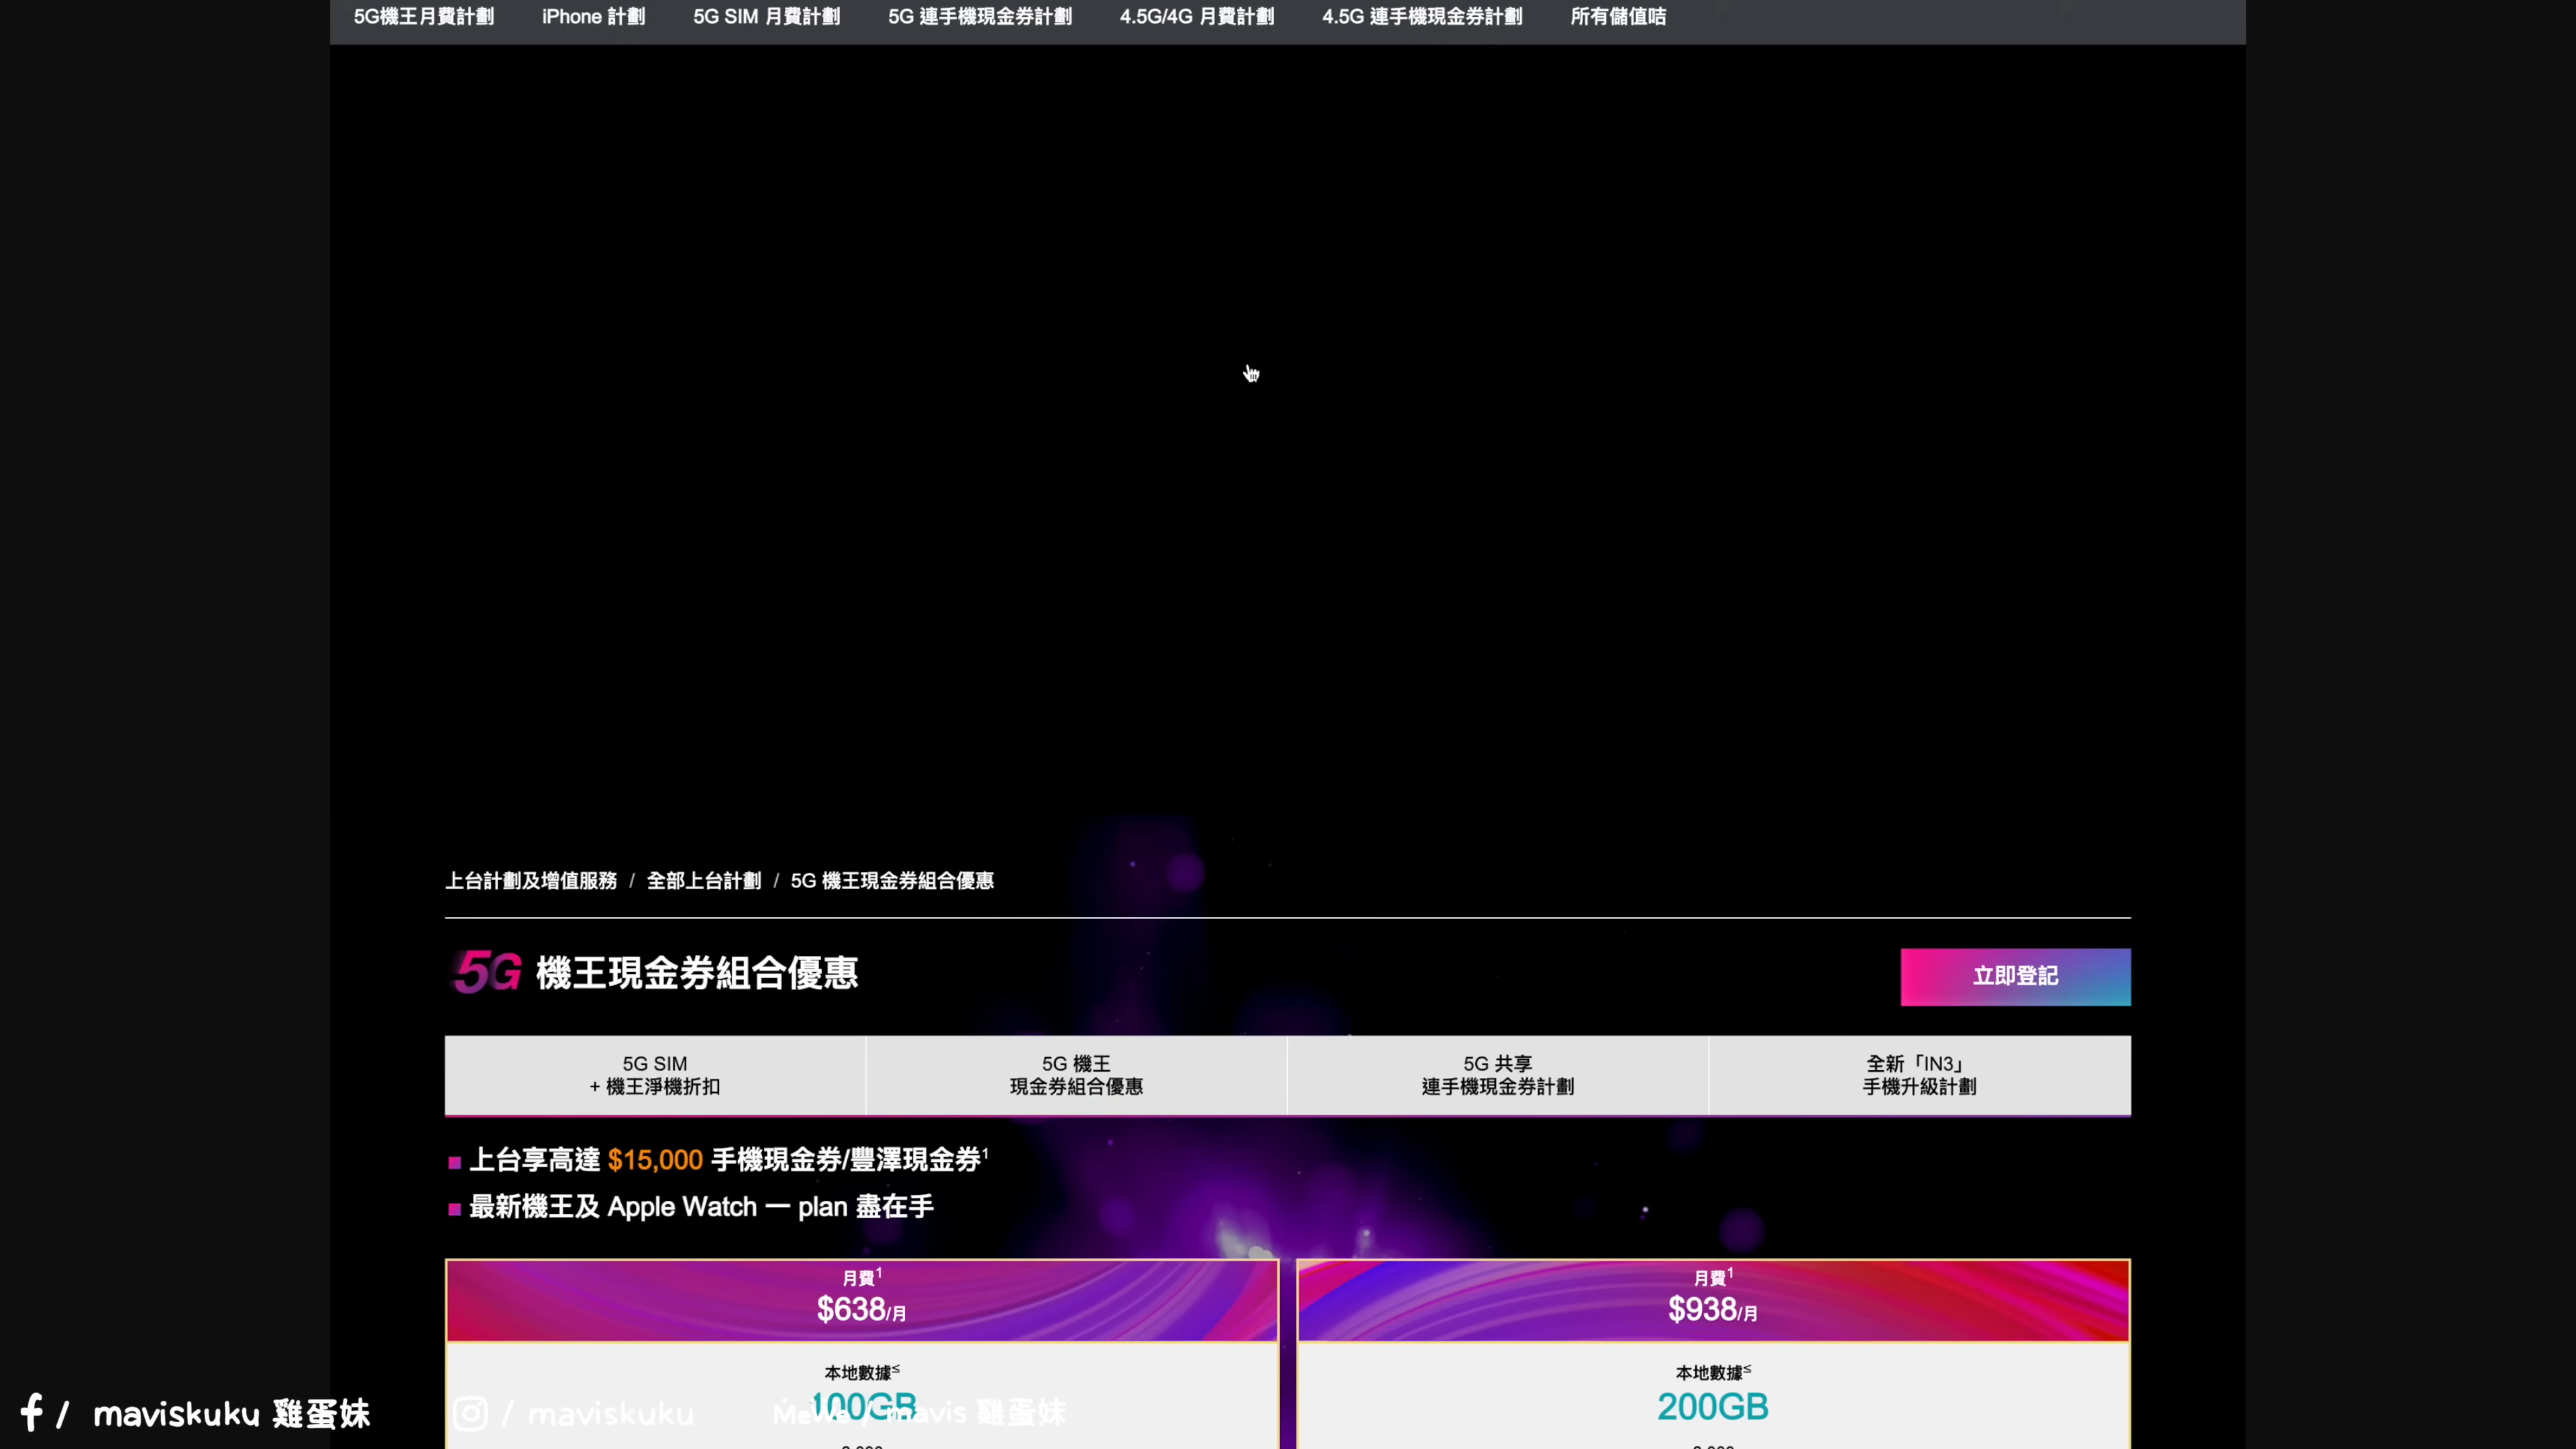 5G機王月費計劃 iPhone 計劃 5G SIM 月費計劃 5G 連手機現金券計劃 4.5G/4G 月費計劃 4.5G 連手機現金券計劃 所有儲值咭
上台計劃及增值服務 / 全部上台計劃 / 5G 機王現金券組合優惠
5G 機王現金券組合優惠
立即登記
5G SIM
+ 機王淨機折扣
5G 機王
現金券組合優惠
5G 共享
連手機現金券計劃
全新「IN3」
手機升級計劃
上台享高達 $15,000 手機現金券/豐澤現金券1
最新機王及 Apple Watch 一 plan 盡在手
月費1
$638/月
本地數據≤
100GB
月費1
$938/月
本地數據≤
200GB
f / maviskuku 雞蛋妹
/ maviskuku
MeWe / mavis 雞蛋妹